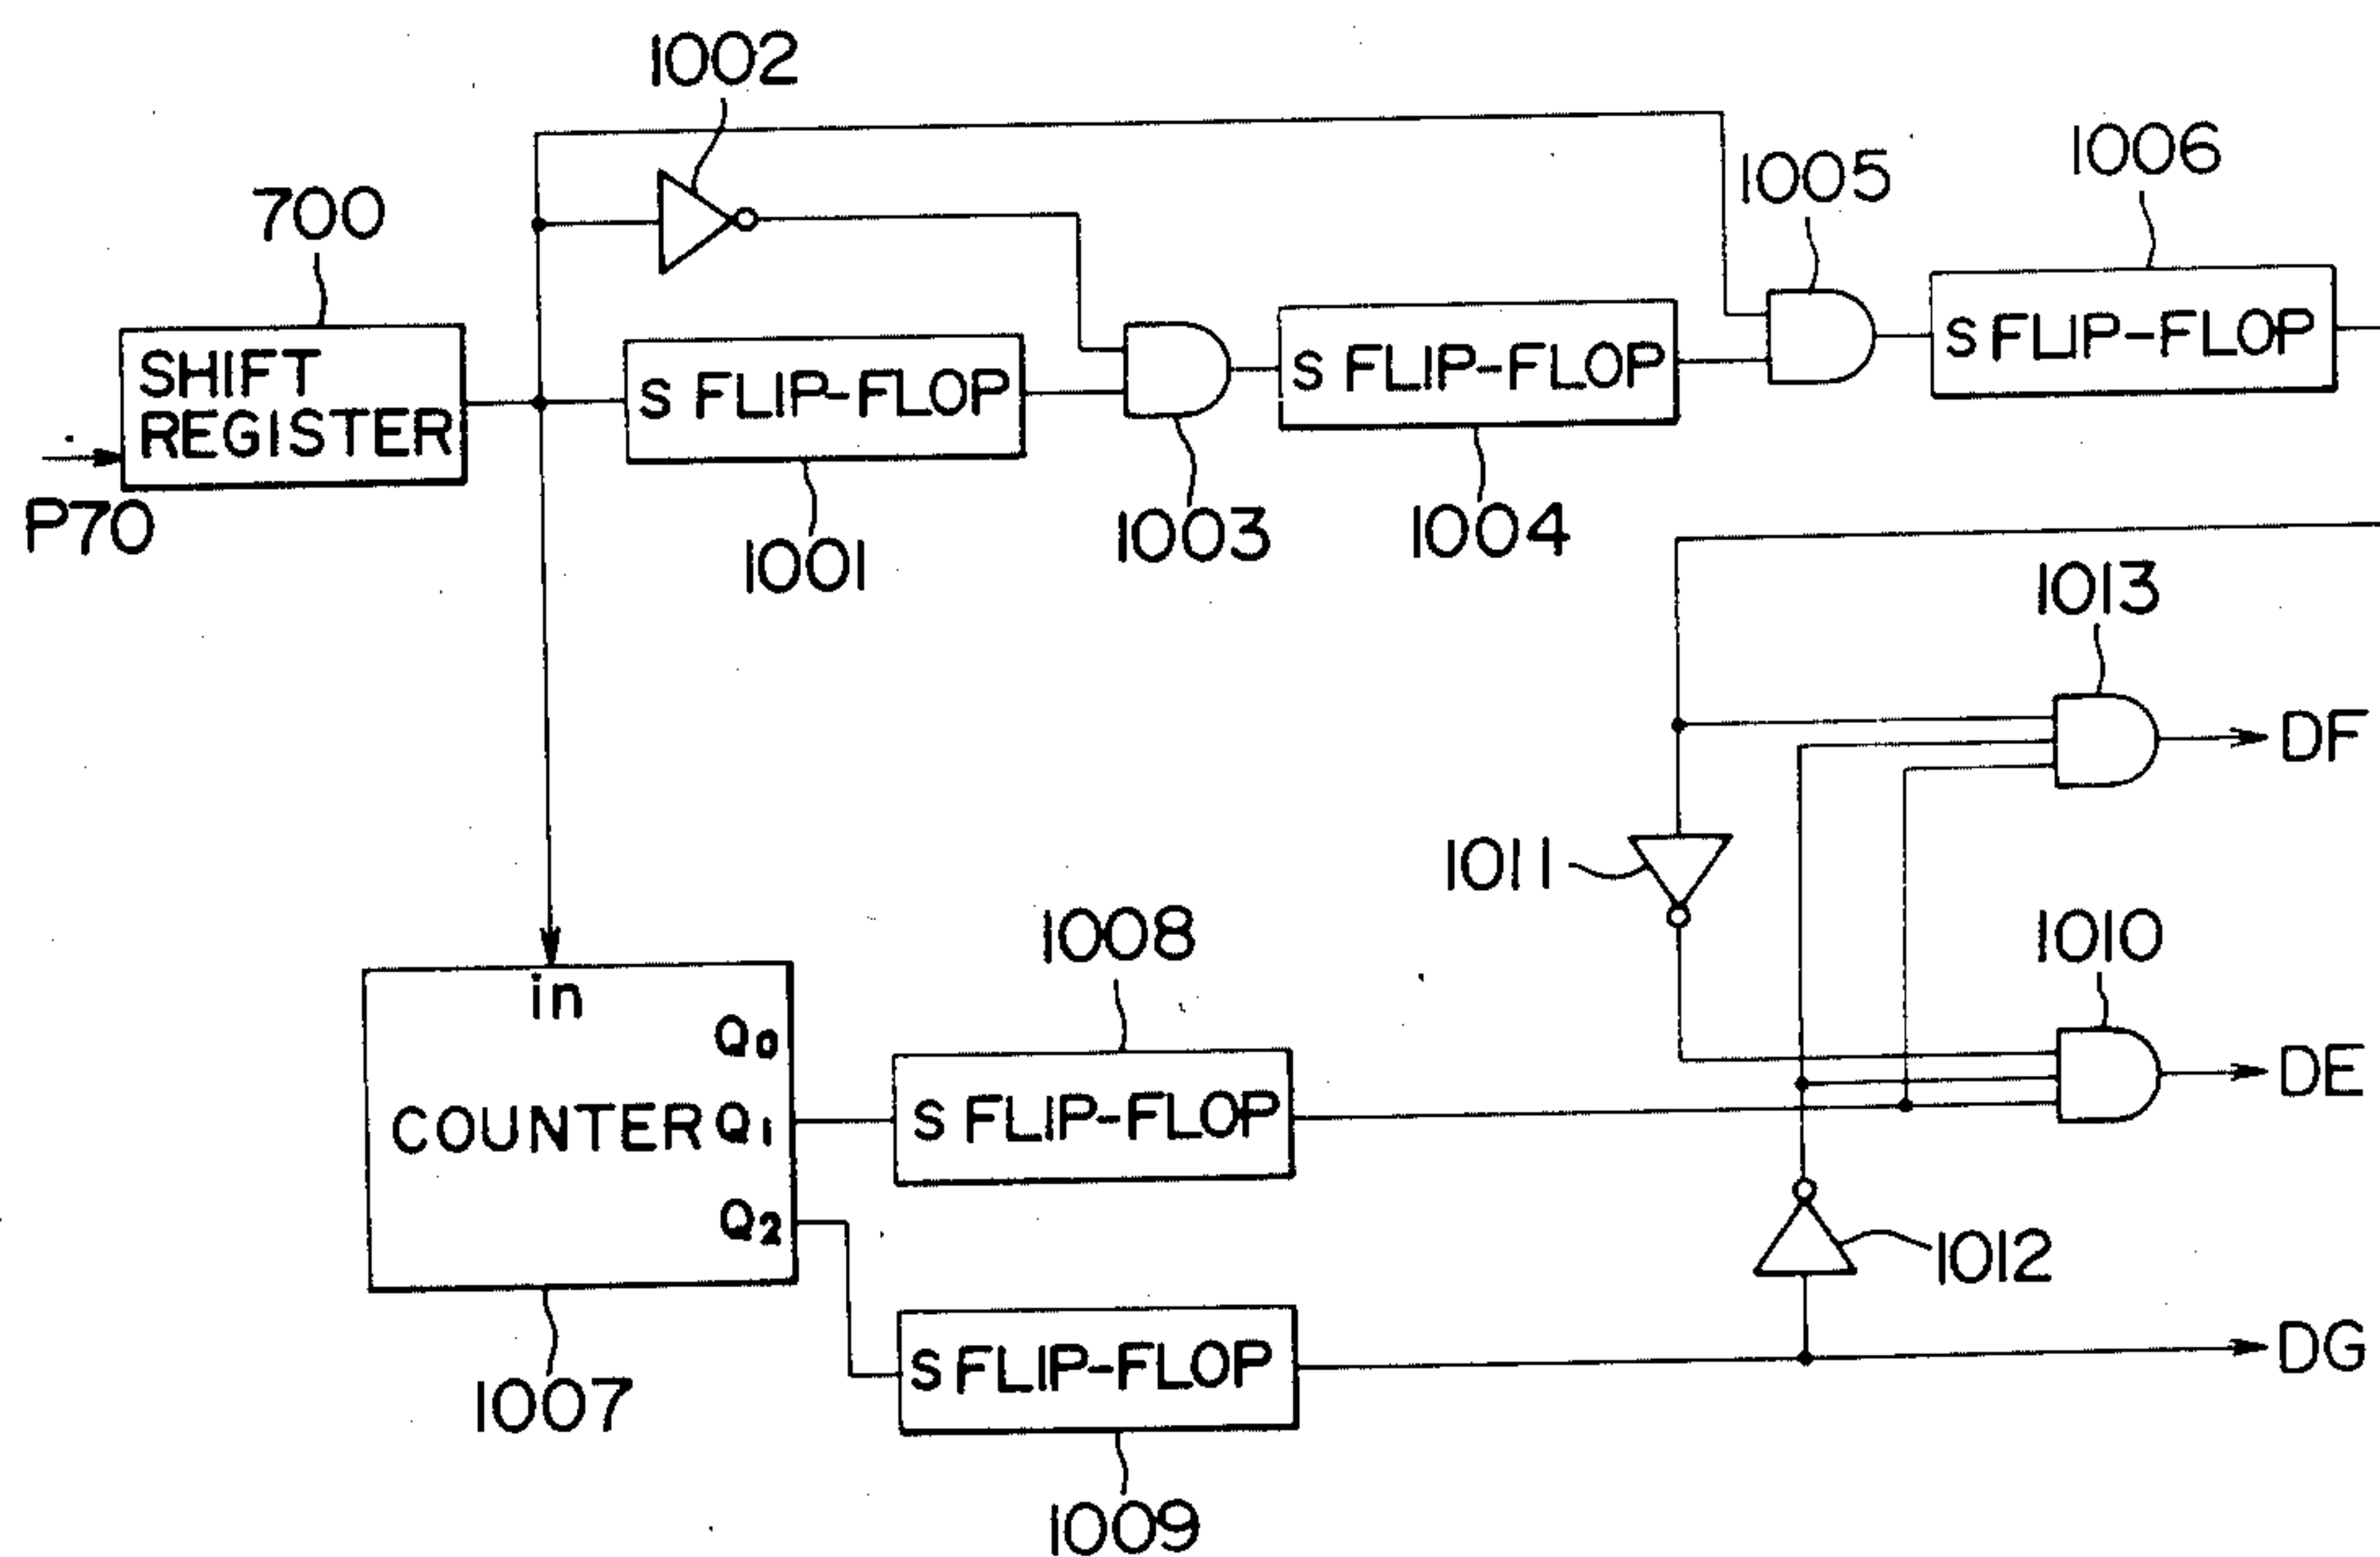 1002
1006
1005
700
SHIFT
REGISTER
S FLIP-FLOP
S FLIP-FLOP
S FLIP-FLOP
P70
1001
1003
1004
1013
DF
1011
1010
1008
in
Q0
COUNTER Q1
Q2
S FLIP-FLOP
DE
1012
S FLIP-FLOP
DG
1007
1009